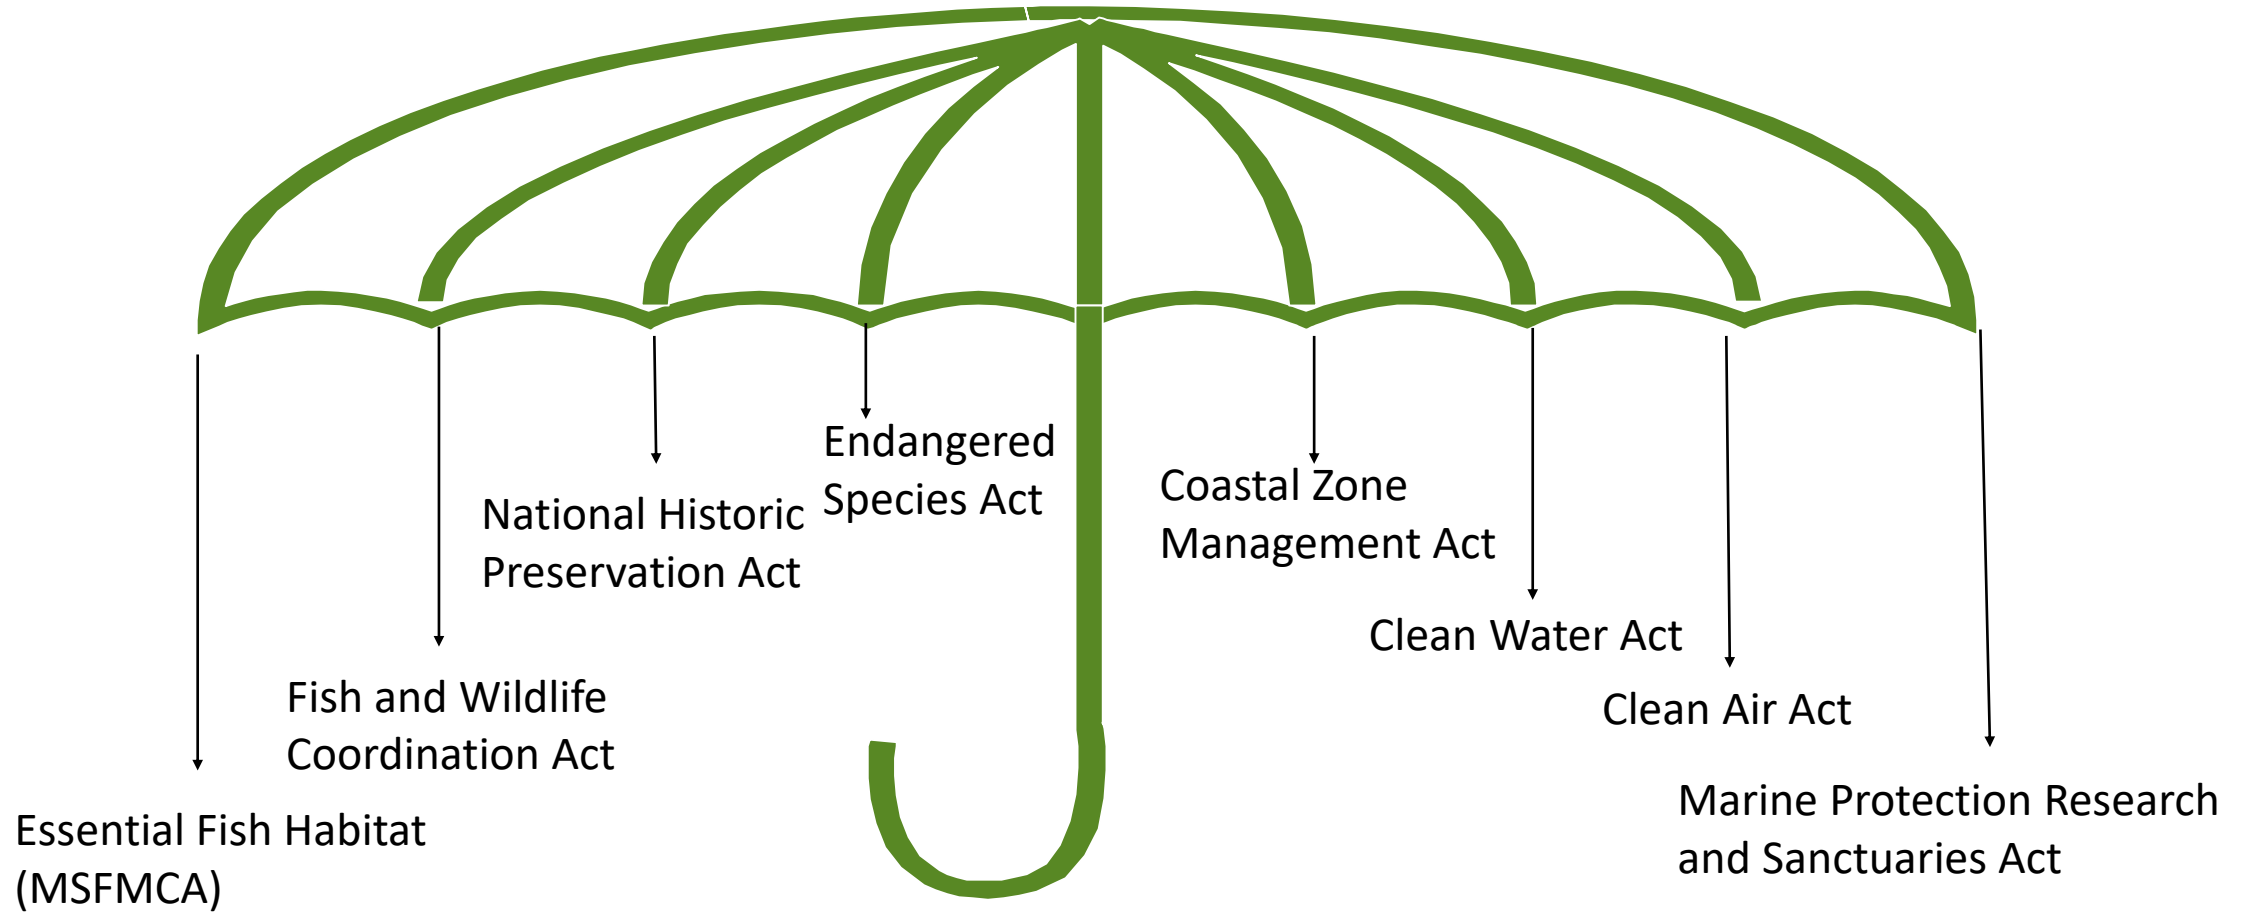 Endangered
Species Act
National Historic
Preservation Act
Coastal Zone
Management Act
Clean Water Act
Fish and Wildlife
Coordination Act
Clean Air Act
Essential Fish Habitat
(MSFMCA)
Marine Protection Research
and Sanctuaries Act